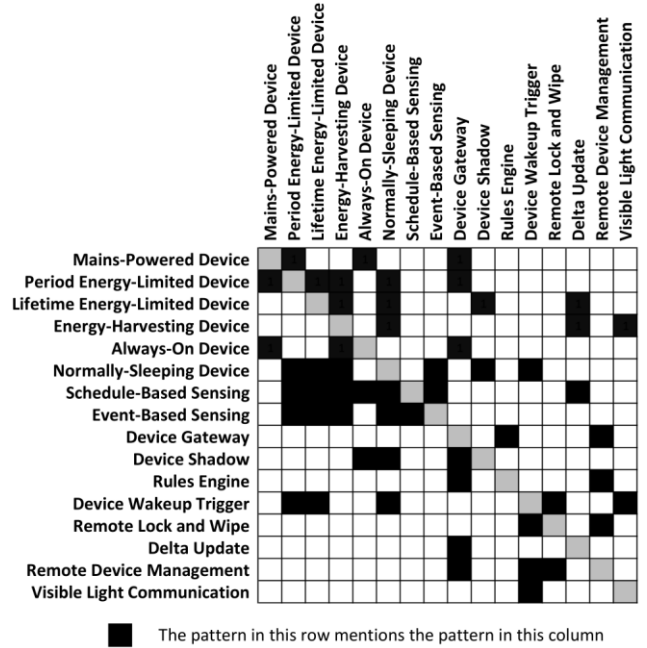 Mains-Powered Device
Period Energy-Limited Device
Lifetime Energy-Limited Device
Energy-Harvesting Device
Always-On Device
Normally-Sleeping Device
Schedule-Based Sensing
Event-Based Sensing
Device Gateway
Device Shadow
Rules Engine
Device Wakeup Trigger
Remote Lock and Wipe
Delta Update
Remote Device Management
Visible Light Communication
Mains-Powered Device
Period Energy-Limited Device
Lifetime Energy-Limited Device
Energy-Harvesting Device
Always-On Device
Normally-Sleeping Device
Schedule-Based Sensing
Event-Based Sensing
Device Gateway
Device Shadow
Rules Engine
Device Wakeup Trigger
Remote Lock and Wipe
Delta Update
Remote Device Management
Visible Light Communication
The pattern in this row mentions the pattern in this column